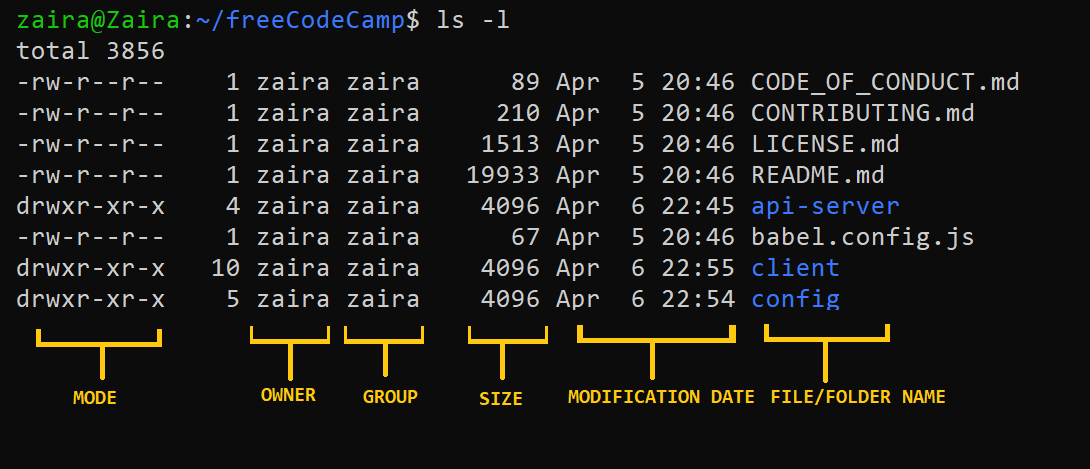 zaira@Zaira:~/freeCodeCamp$ ls -l
total 3856
-rw-r--r--    1 zaira zaira      89 Apr  5 20:46 CODE_OF_CONDUCT.md
-rw-r--r--    1 zaira zaira     210 Apr  5 20:46 CONTRIBUTING.md
-rw-r--r--    1 zaira zaira    1513 Apr  5 20:46 LICENSE.md
-rw-r--r--    1 zaira zaira   19933 Apr  5 20:46 README.md
drwxr-xr-x    4 zaira zaira    4096 Apr  6 22:45 api-server
-rw-r--r--    1 zaira zaira      67 Apr  5 20:46 babel.config.js
drwxr-xr-x   10 zaira zaira    4096 Apr  6 22:55 client
drwxr-xr-x    5 zaira zaira    4096 Apr  6 22:54 config
MODE OWNER GROUP SIZE MODIFICATION DATE FILE/FOLDER NAME